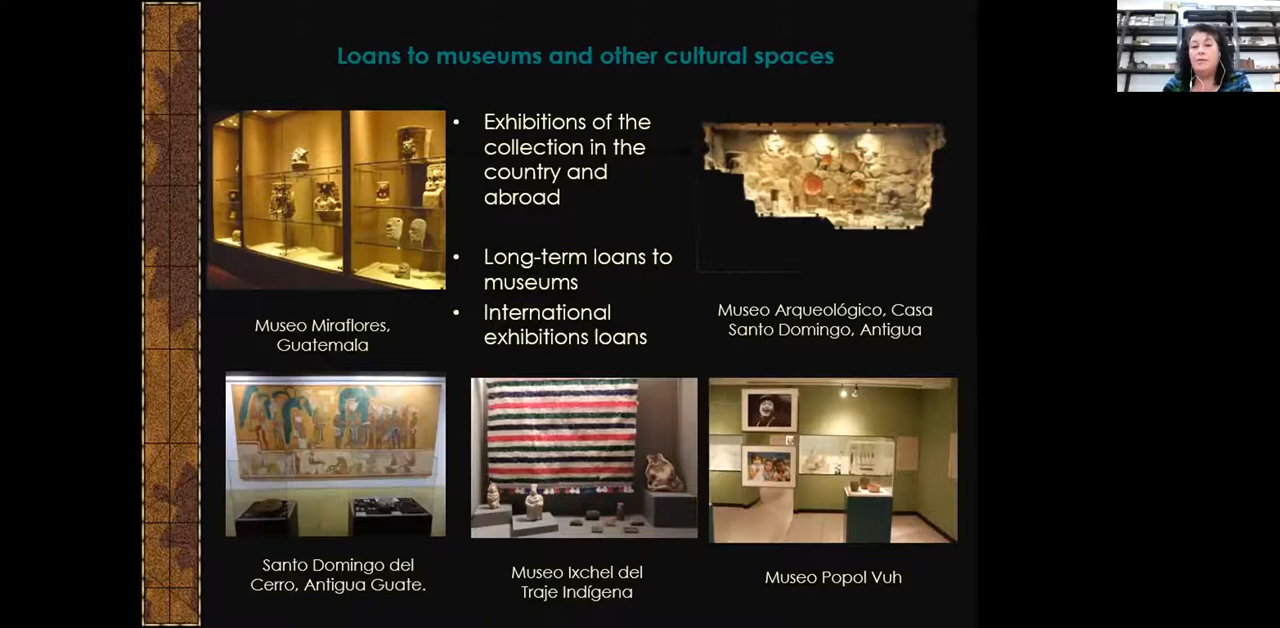 Loans to museums and other cultural spaces
• Exhibitions of the
collection in the
country and
abroad
• Long-term loans to
museums
• International
exhibitions loans
Museo Miraflores,
Guatemala
Museo Arqueológico, Casa
Santo Domingo, Antigua
Santo Domingo del
Cerro, Antigua Guate.
Museo Ixchel del
Traje Indígena
Museo Popol Vuh